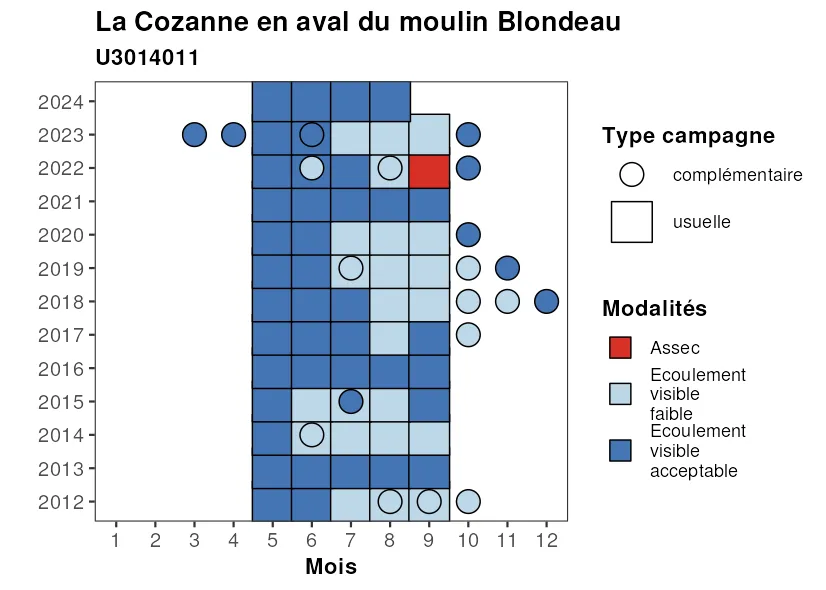 La Cozanne en aval du moulin Blondeau
U3014011
2024
2023
2022
2021
2020
2019
2018
2017
2016
2015
2014
2013
2012
1 2 3 4 5 6 7 8 9 10 11 12
Mois
Type campagne
complémentaire
usuelle
Modalités
Assec
Ecoulement
visible
faible
Ecoulement
visible
acceptable